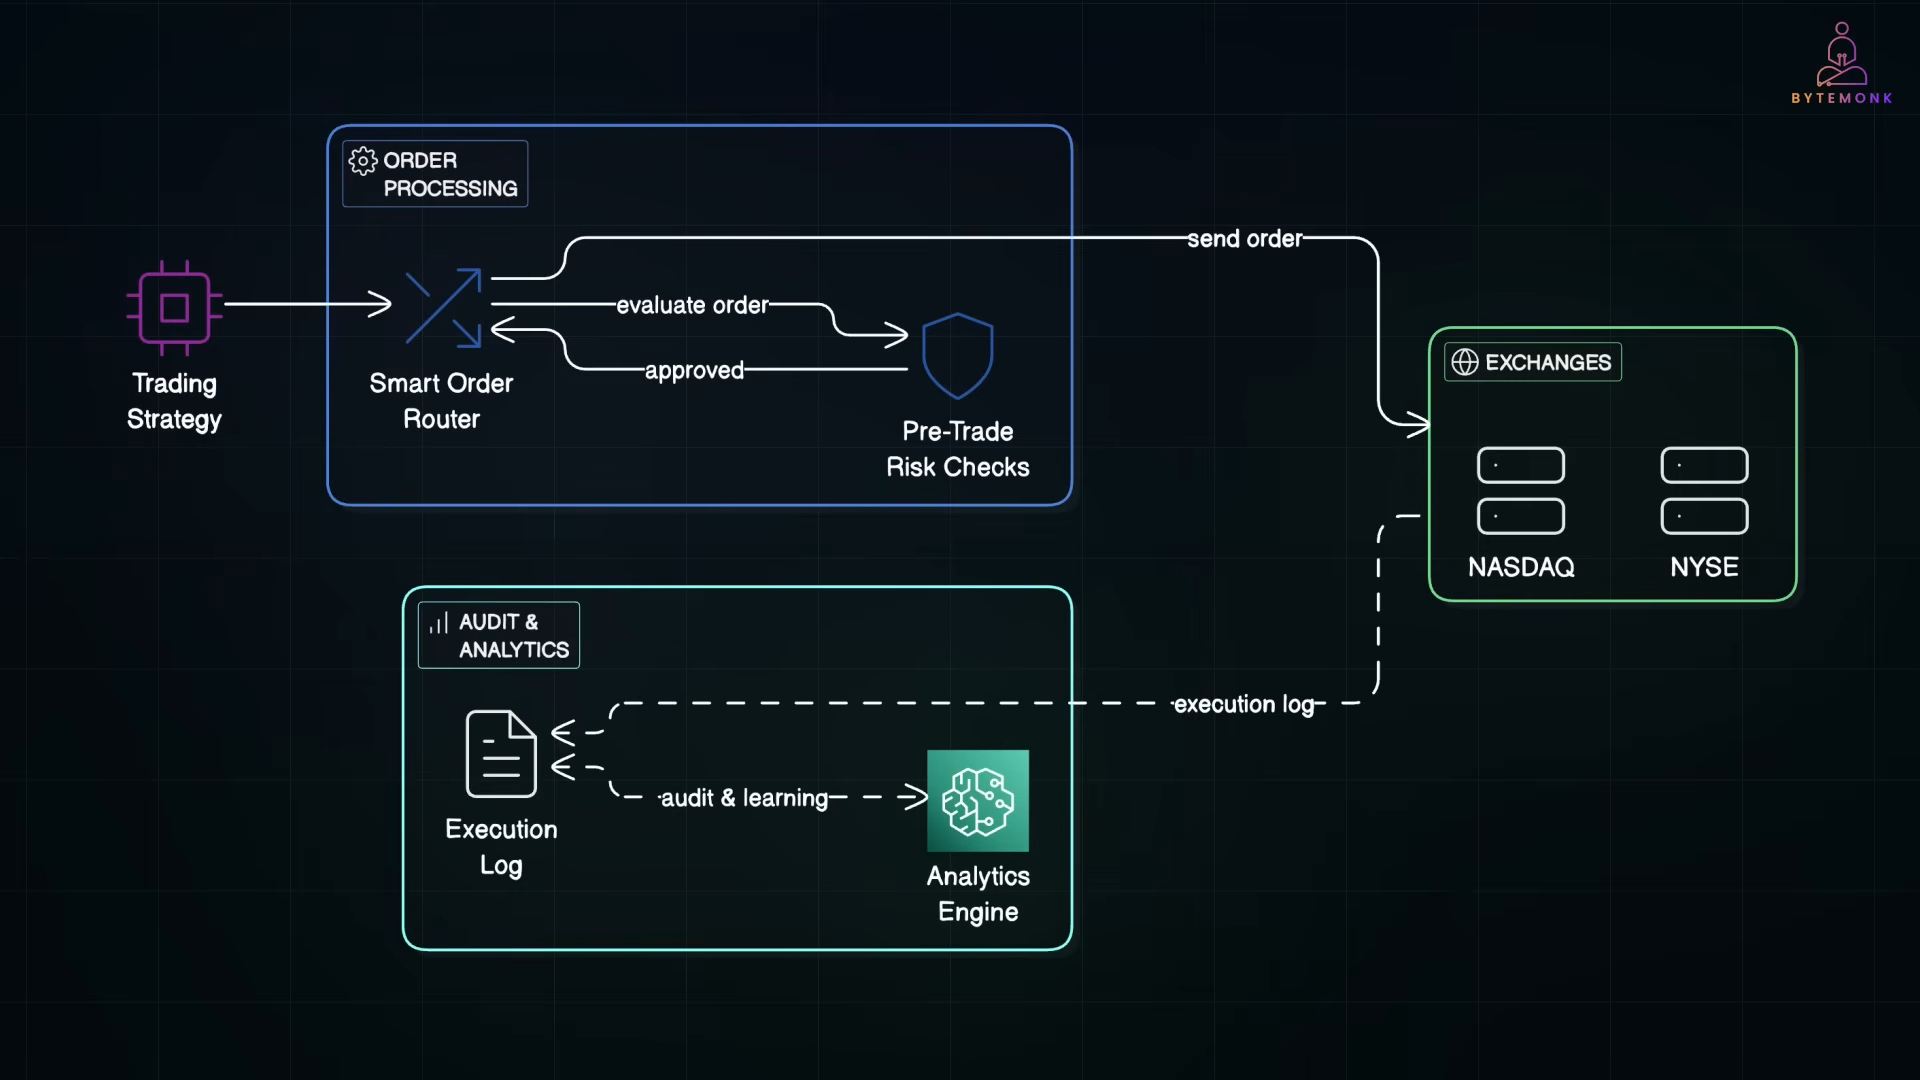 BYTEMONK
ORDER
PROCESSING
send order
evaluate order
approved
Trading
Strategy
Smart Order
Router
Pre-Trade
Risk Checks
EXCHANGES
NASDAQ
NYSE
AUDIT &
ANALYTICS
execution log
audit & learning
Execution
Log
Analytics
Engine